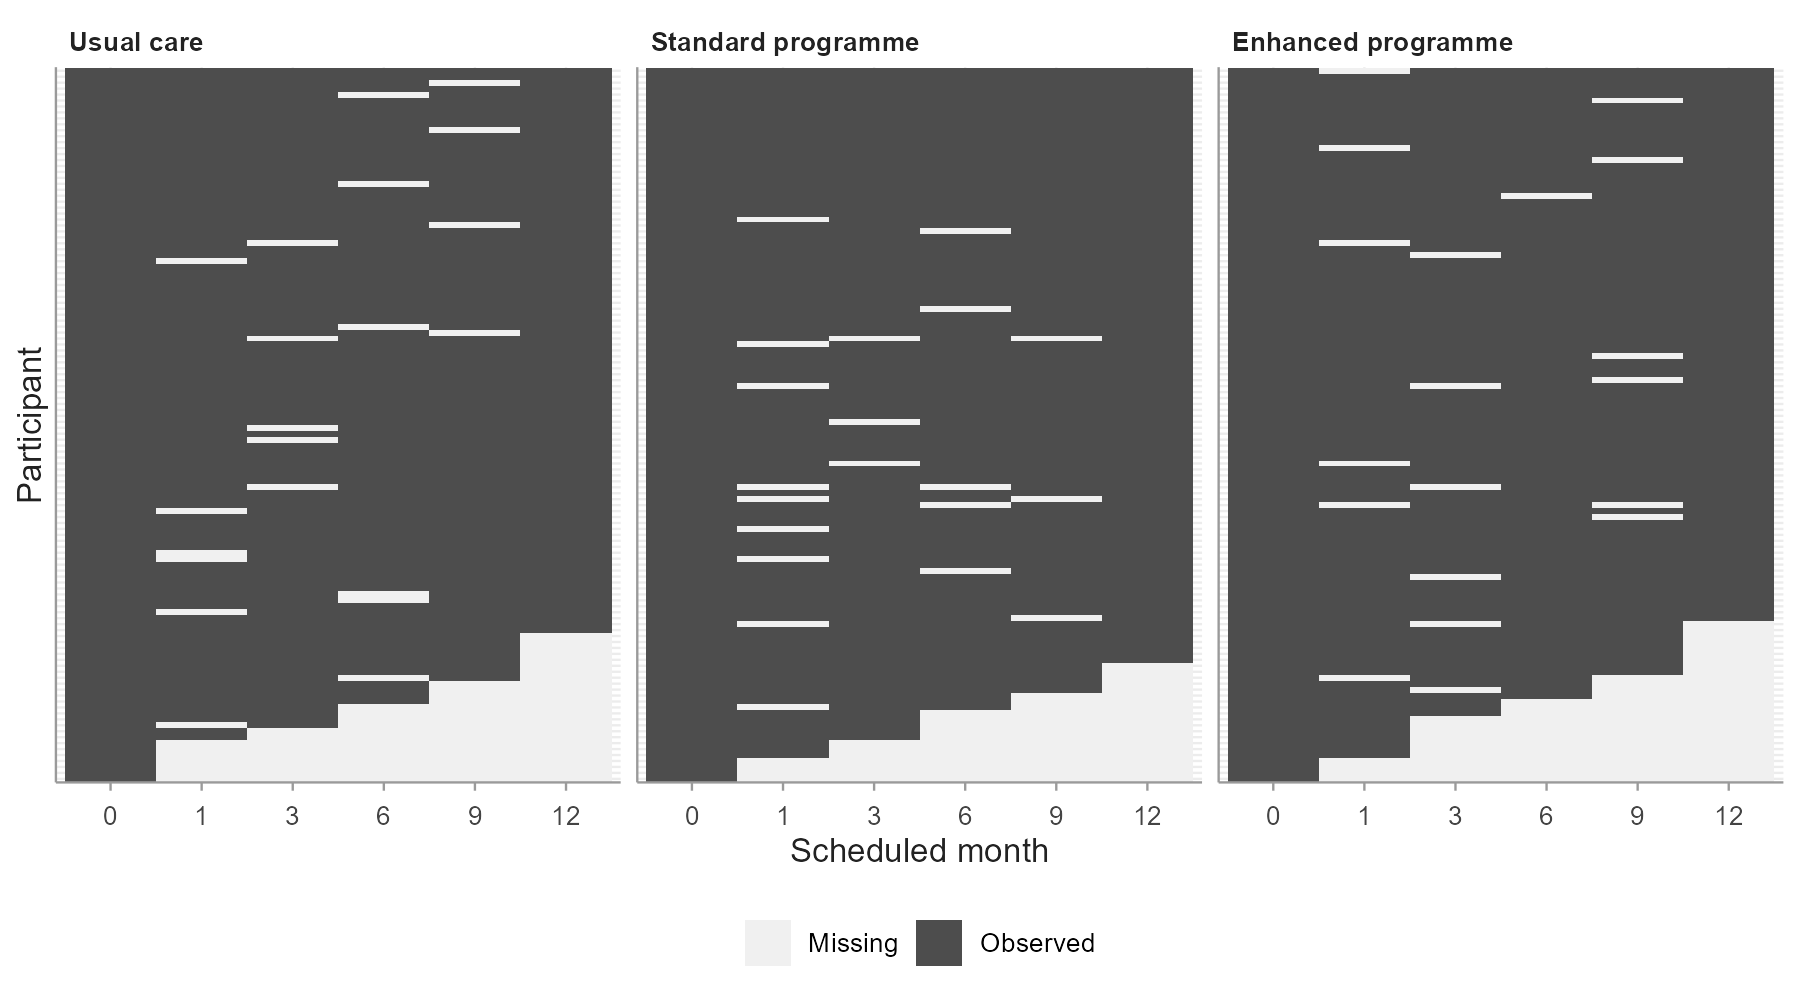 Usual care
Standard programme
Enhanced programme
Participant
0 1 3 6 9 12
0 1 3 6 9 12
0 1 3 6 9 12
Scheduled month
Missing
Observed